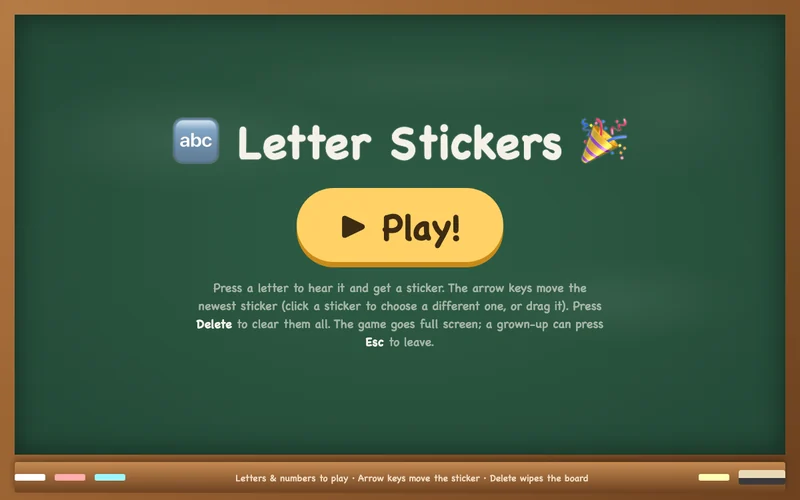 abc Letter Stickers
Play!
Press a letter to hear it and get a sticker. The arrow keys move the
newest sticker (click a sticker to choose a different one, or drag it). Press
Delete to clear them all. The game goes full screen; a grown-up can press
Esc to leave.
Letters & numbers to play · Arrow keys move the sticker · Delete wipes the board